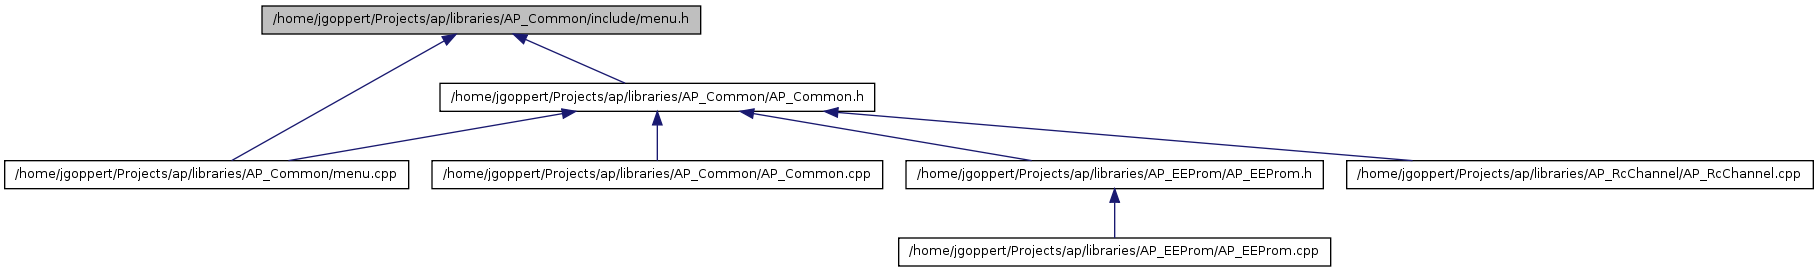 /home/jgoppert/Projects/ap/libraries/AP_Common/include/menu.h
/home/jgoppert/Projects/ap/libraries/AP_Common/AP_Common.h
/home/jgoppert/Projects/ap/libraries/AP_Common/menu.cpp
/home/jgoppert/Projects/ap/libraries/AP_Common/AP_Common.cpp
/home/jgoppert/Projects/ap/libraries/AP_EEProm/AP_EEProm.h
/home/jgoppert/Projects/ap/libraries/AP_RcChannel/AP_RcChannel.cpp
/home/jgoppert/Projects/ap/libraries/AP_EEProm/AP_EEProm.cpp